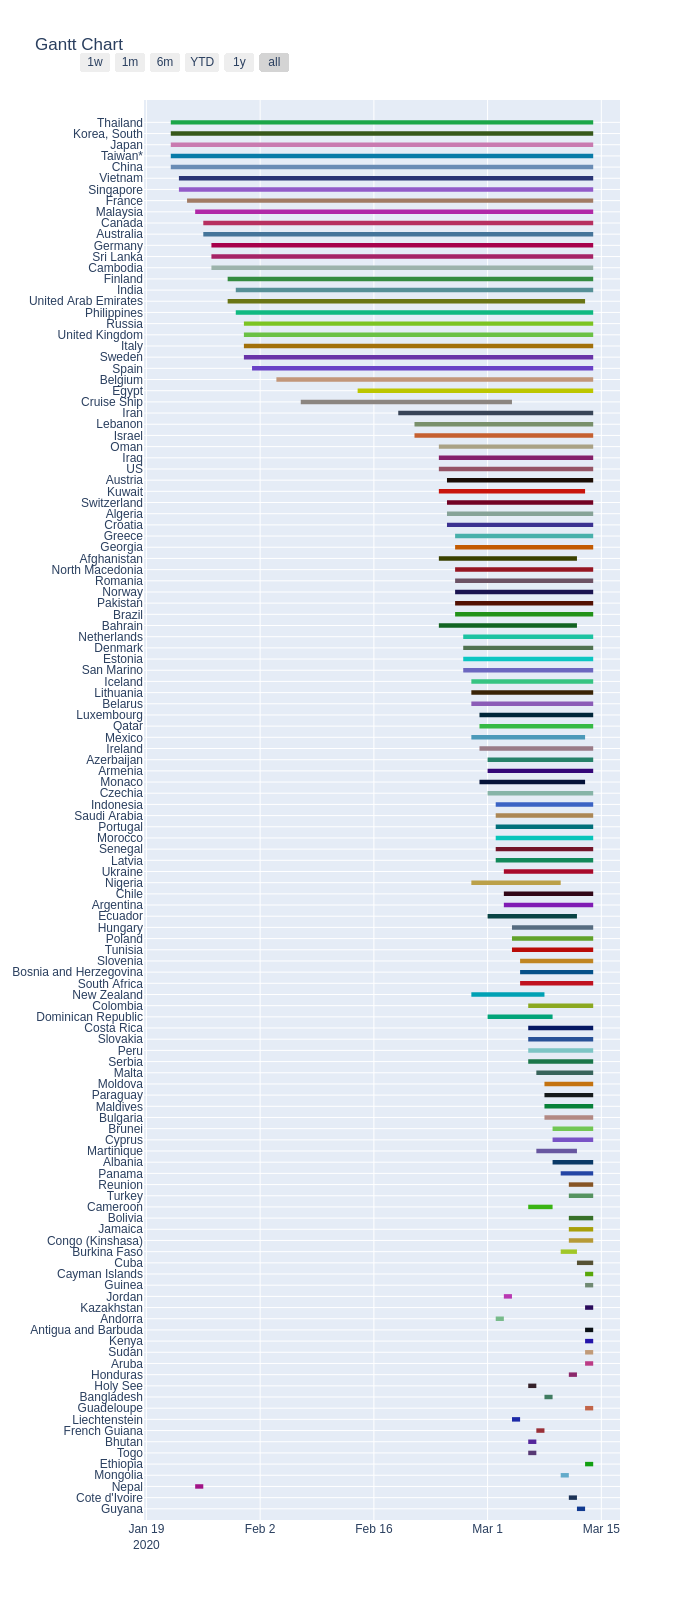 Gantt Chart
1w 1m 6m YTD 1y all
Thailand
Korea, South
Japan
Taiwan*
China
Vietnam
Singapore
France
Malaysia
Canada
Australia
Germany
Sri Lanka
Cambodia
Finland
India
United Arab Emirates
Philippines
Russia
United Kingdom
Italy
Sweden
Spain
Belgium
Egypt
Cruise Ship
Iran
Lebanon
Israel
Oman
Iraq
US
Austria
Kuwait
Switzerland
Algeria
Croatia
Greece
Georgia
Afghanistan
North Macedonia
Romania
Norway
Pakistan
Brazil
Bahrain
Netherlands
Denmark
Estonia
San Marino
Iceland
Lithuania
Belarus
Luxembourg
Qatar
Mexico
Ireland
Azerbaijan
Armenia
Monaco
Czechia
Indonesia
Saudi Arabia
Portugal
Morocco
Senegal
Latvia
Ukraine
Nigeria
Chile
Argentina
Ecuador
Hungary
Poland
Tunisia
Slovenia
Bosnia and Herzegovina
South Africa
New Zealand
Colombia
Dominican Republic
Costa Rica
Slovakia
Peru
Serbia
Malta
Moldova
Paraguay
Maldives
Bulgaria
Brunei
Cyprus
Martinique
Albania
Panama
Reunion
Turkey
Cameroon
Bolivia
Jamaica
Congo (Kinshasa)
Burkina Faso
Cuba
Cayman Islands
Guinea
Jordan
Kazakhstan
Andorra
Antigua and Barbuda
Kenya
Sudan
Aruba
Honduras
Holy See
Bangladesh
Guadeloupe
Liechtenstein
French Guiana
Bhutan
Togo
Ethiopia
Mongolia
Nepal
Cote d'Ivoire
Guyana
Jan 19 Feb 2 Feb 16 Mar 1 Mar 15
2020